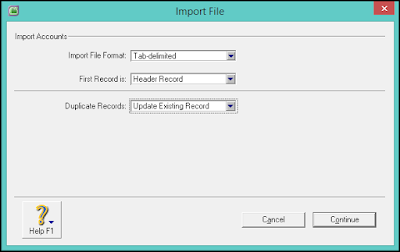 Import File
Import Accounts
Import File Format: Tab-delimited
First Record is: Header Record
Duplicate Records: Update Existing Record
Help F1
Cancel
Continue